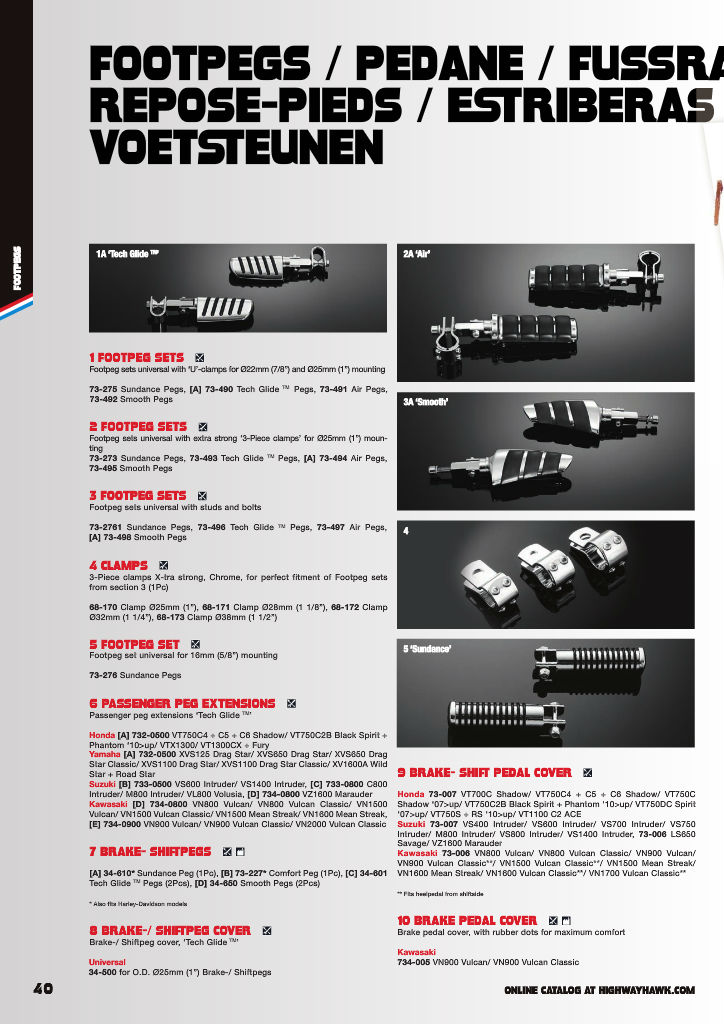 FOOTPEGS / PEDANE / FUSSRA
REPOSE-PIEDS / ESTRIBERAS
VOETSTEUNEN
FOOTPEGS
1A 'Tech Glide ™'
1 FOOTPEG SETS
Footpeg sets universal with 'U'-clamps for Ø22mm (7/8”) and Ø25mm (1”) mounting
73-275 Sundance Pegs, [A] 73-490 Tech Glide ™ Pegs, 73-491 Air Pegs,
73-492 Smooth Pegs
2 FOOTPEG SETS
Footpeg sets universal with extra strong '3-Piece clamps' for Ø25mm (1”) moun-
ting
73-273 Sundance Pegs, 73-493 Tech Glide ™ Pegs, [A] 73-494 Air Pegs,
73-495 Smooth Pegs
3 FOOTPEG SETS
Footpeg sets universal with studs and bolts
73-2761 Sundance Pegs, 73-496 Tech Glide ™ Pegs, 73-497 Air Pegs,
[A] 73-498 Smooth Pegs
4 CLAMPS
3-Piece clamps X-tra strong, Chrome, for perfect fitment of Footpeg sets
from section 3 (1Pc)
68-170 Clamp Ø25mm (1”), 68-171 Clamp Ø28mm (1 1/8”), 68-172 Clamp
Ø32mm (1 1/4”), 68-173 Clamp Ø38mm (1 1/2”)
5 FOOTPEG SET
Footpeg set universal for 16mm (5/8”) mounting
73-276 Sundance Pegs
6 PASSENGER PEG EXTENSIONS
Passenger peg extensions 'Tech Glide ™'
Honda [A] 732-0500 VT750C4 ÷ C5 ÷ C6 Shadow/ VT750C2B Black Spirit ÷
Phantom '10>up/ VTX1300/ VT1300CX ÷ Fury
Yamaha [A] 732-0500 XVS125 Drag Star/ XVS650 Drag Star/ XVS650 Drag
Star Classic/ XVS1100 Drag Star/ XVS1100 Drag Star Classic/ XV1600A Wild
Star + Road Star
Suzuki [B] 733-0500 VS600 Intruder/ VS1400 Intruder, [C] 733-0800 C800
Intruder/ M800 Intruder/ VL800 Volusia, [D] 734-0800 VZ1600 Marauder
Kawasaki [D] 734-0800 VN800 Vulcan/ VN800 Vulcan Classic/ VN1500
Vulcan/ VN1500 Vulcan Classic/ VN1500 Mean Streak/ VN1600 Mean Streak,
[E] 734-0900 VN900 Vulcan/ VN900 Vulcan Classic/ VN2000 Vulcan Classic
7 BRAKE- SHIFTPEGS
[A] 34-610* Sundance Peg (1Pc), [B] 73-227* Comfort Peg (1Pc), [C] 34-601
Tech Glide ™ Pegs (2Pcs), [D] 34-650 Smooth Pegs (2Pcs)
* Also fits Harley-Davidson models
8 BRAKE-/ SHIFTPEG COVER
Brake-/ Shiftpeg cover, 'Tech Glide ™'
Universal
34-500 for O.D. Ø25mm (1”) Brake-/ Shiftpegs
40
2A 'Air'
3A 'Smooth'
4
5 'Sundance'
9 BRAKE- SHIFT PEDAL COVER
Honda 73-007 VT700C Shadow/ VT750C4 + C5 ÷ C6 Shadow/ VT750C
Shadow '07>up/ VT750C2B Black Spirit + Phantom '10>up/ VT750DC Spirit
'07>up/ VT750S ÷ RS '10>up/ VT1100 C2 ACE
Suzuki 73-007 VS400 Intruder/ VS600 Intruder/ VS700 Intruder/ VS750
Intruder/ M800 Intruder/ VS800 Intruder/ VS1400 Intruder, 73-006 LS650
Savage/ VZ1600 Marauder
Kawasaki 73-006 VN800 Vulcan/ VN800 Vulcan Classic/ VN900 Vulcan/
VN900 Vulcan Classic**/ VN1500 Vulcan Classic**/ VN1500 Mean Streak/
VN1600 Mean Streak/ VN1600 Vulcan Classic**/ VN1700 Vulcan Classic**
** Fits heelpedal from shiftside
10 BRAKE PEDAL COVER
Brake pedal cover, with rubber dots for maximum comfort
Kawasaki
734-005 VN900 Vulcan/ VN900 Vulcan Classic
ONLINE CATALOG AT HIGHWAYHAWK.COM